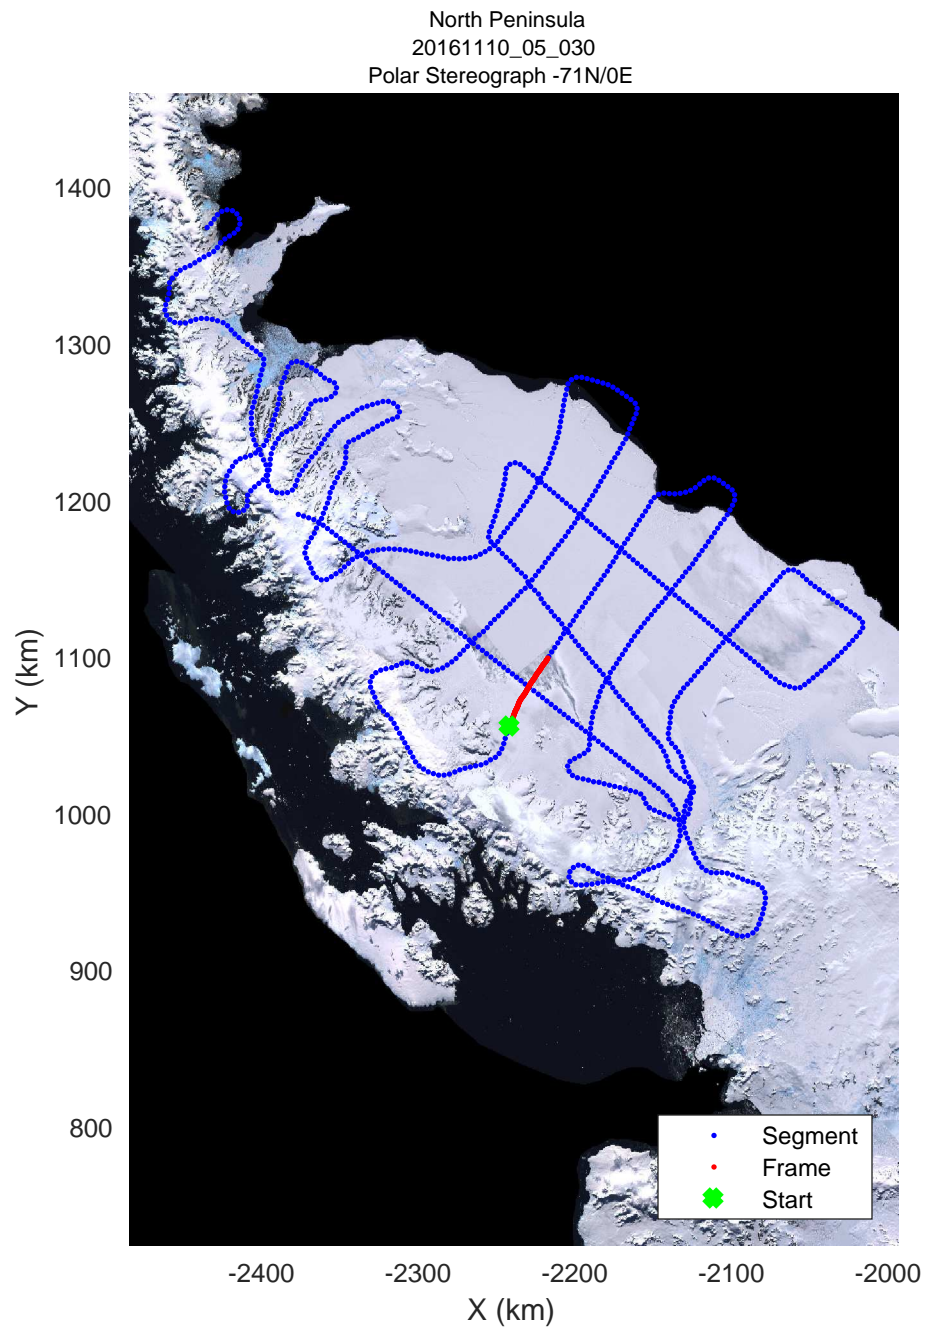 North Peninsula
20161110_05_030
Polar Stereograph -71N/0E
1400
1300
1200
1100
1000
900
800
Y (km)
Segment
Frame
Start
-2400
-2300
-2200
-2100
-2000
X (km)